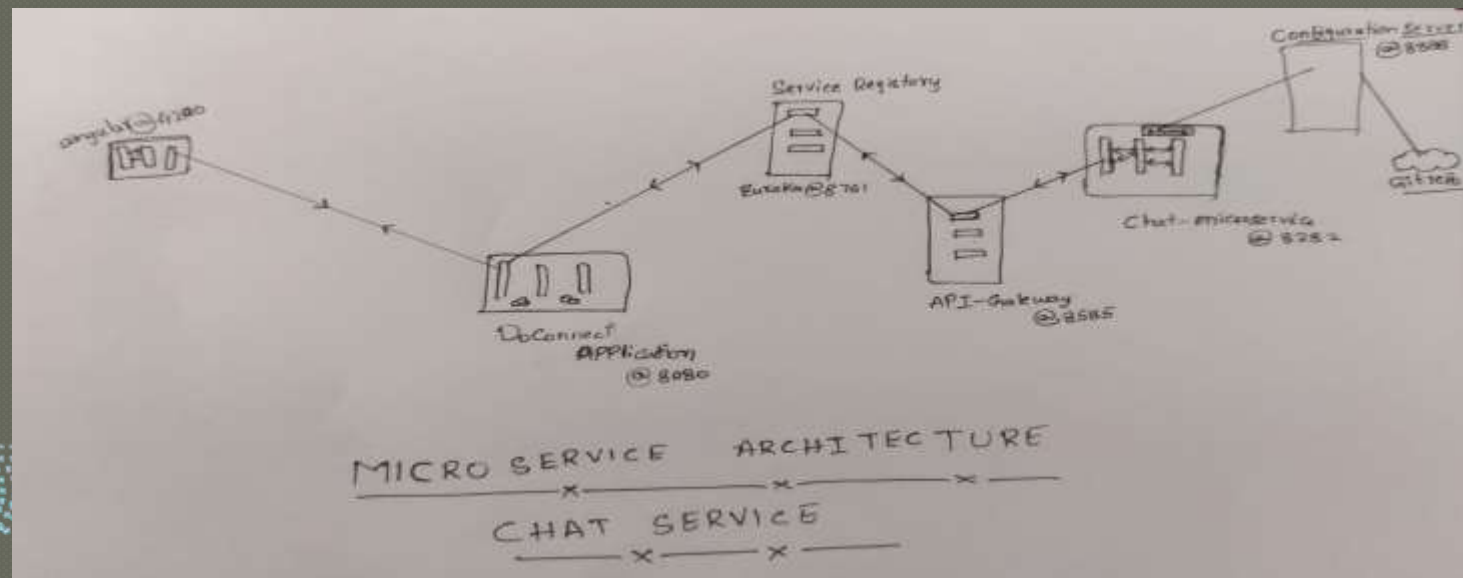 angular@4200
Service Registory
Eureka@8761
Configuration Server
DoConnect
Application
@ 8080
API-Gateway
@8585
Chat-microservice
@ 8282
MICRO SERVICE ARCHITECTURE
CHAT SERVICE